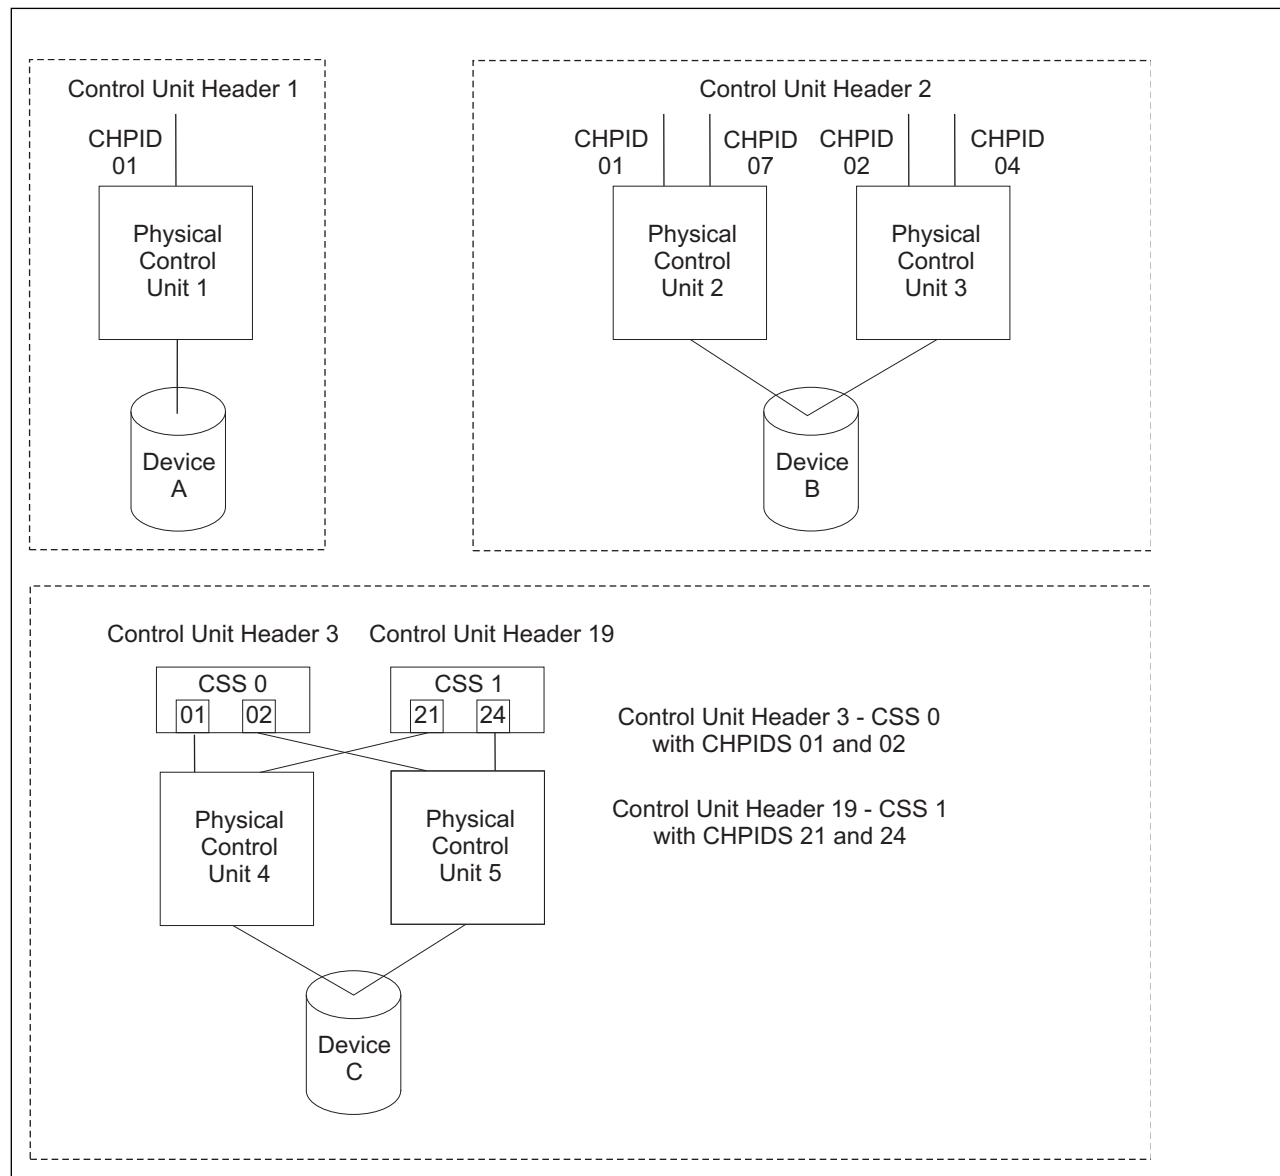 Control Unit Header 1
CHPID
01
Physical
Control
Unit 1
Device
A
Control Unit Header 2
CHPID
01
CHPID
07
CHPID
02
CHPID
04
Physical
Control
Unit 2
Physical
Control
Unit 3
Device
B
Control Unit Header 3
Control Unit Header 19
CSS 0
01
02
CSS 1
21
24
Control Unit Header 3 - CSS 0
with CHPIDS 01 and 02
Control Unit Header 19 - CSS 1
with CHPIDS 21 and 24
Physical
Control
Unit 4
Physical
Control
Unit 5
Device
C